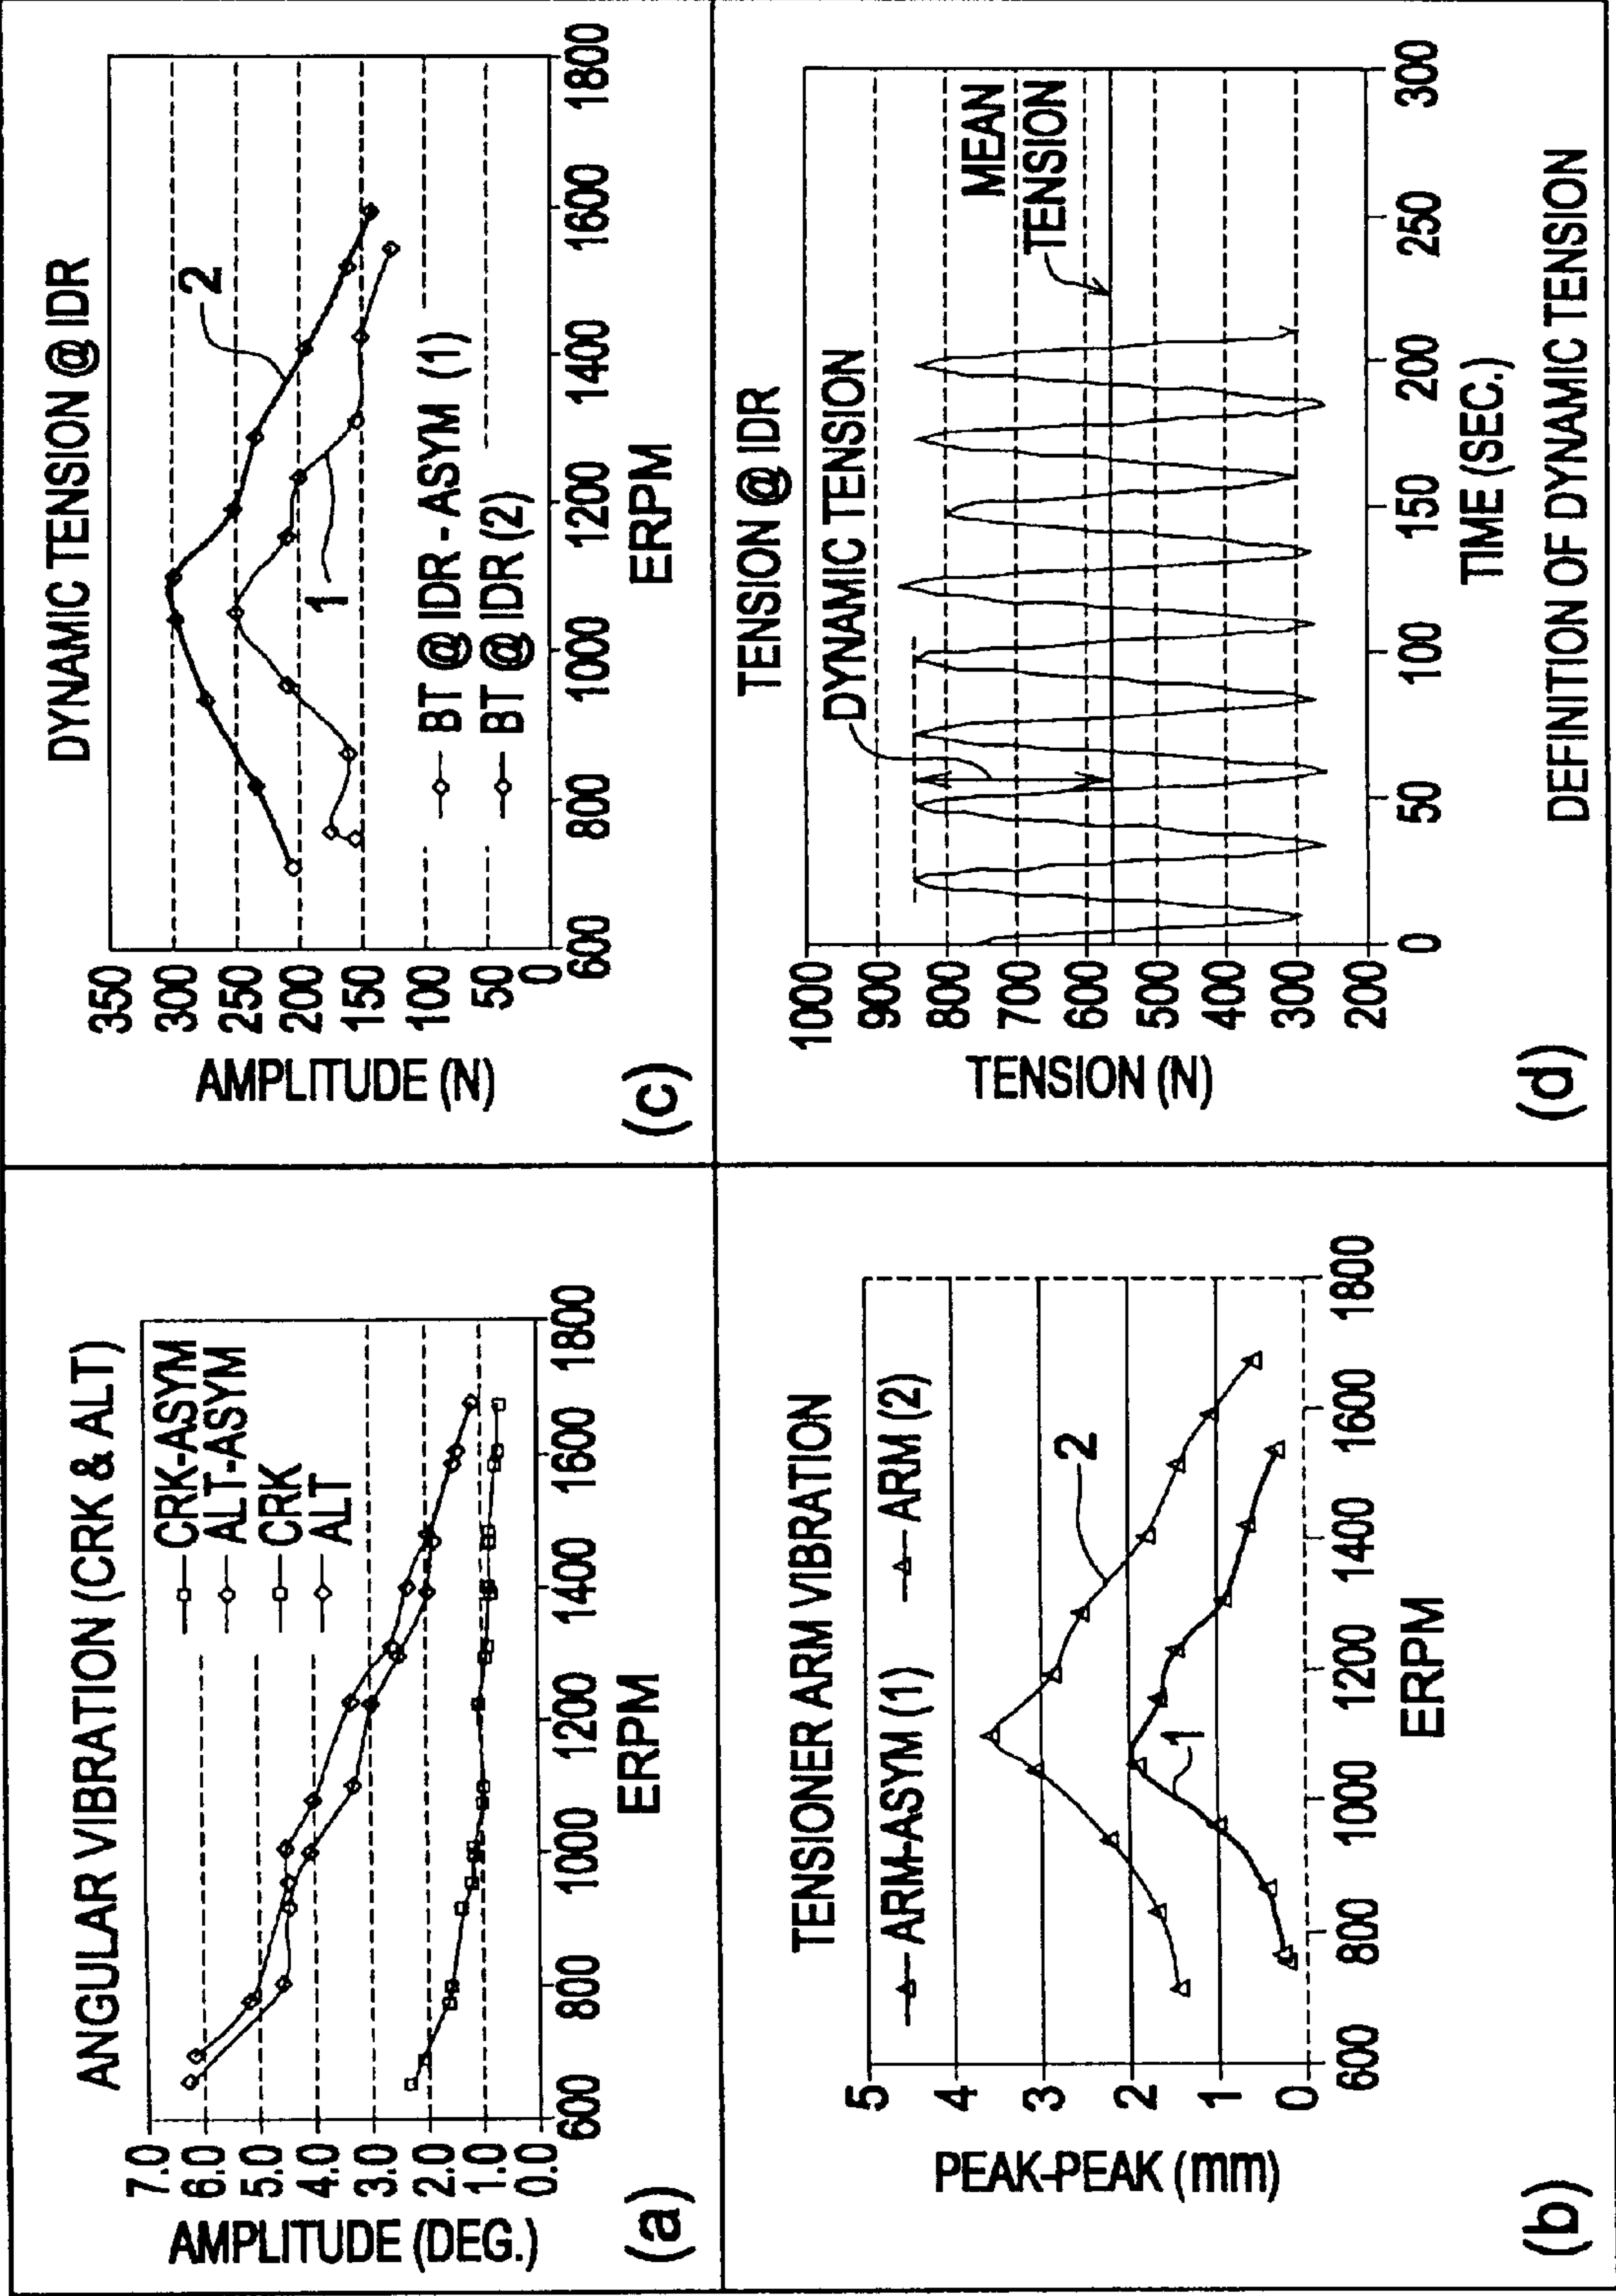 ANGULAR VIBRATION (CRK & ALT)
CRK-ASYM
ALT-ASYM
CRK
ALT
7.0
6.0
5.0
4.0
3.0
2.0
1.0
0.0
AMPLITUDE (DEG.)
600 800 1000 1200 1400 1600 1800
ERPM
(a)
DYNAMIC TENSION @ IDR
350
300
250
200
150
100
50
0
AMPLITUDE (N)
2
1
BT @ IDR - ASYM (1)
BT @ IDR (2)
600 800 1000 1200 1400 1600 1800
ERPM
(c)
TENSIONER ARM VIBRATION
ARM-ASYM (1) ARM (2)
5
4
3
2
1
0
PEAK-PEAK (mm)
2
1
600 800 1000 1200 1400 1600 1800
ERPM
(b)
TENSION @ IDR
DYNAMIC TENSION
MEAN
TENSION
1000
900
800
700
600
500
400
300
200
TENSION (N)
0 50 100 150 200 250 300
TIME (SEC.)
(d)
DEFINITION OF DYNAMIC TENSION